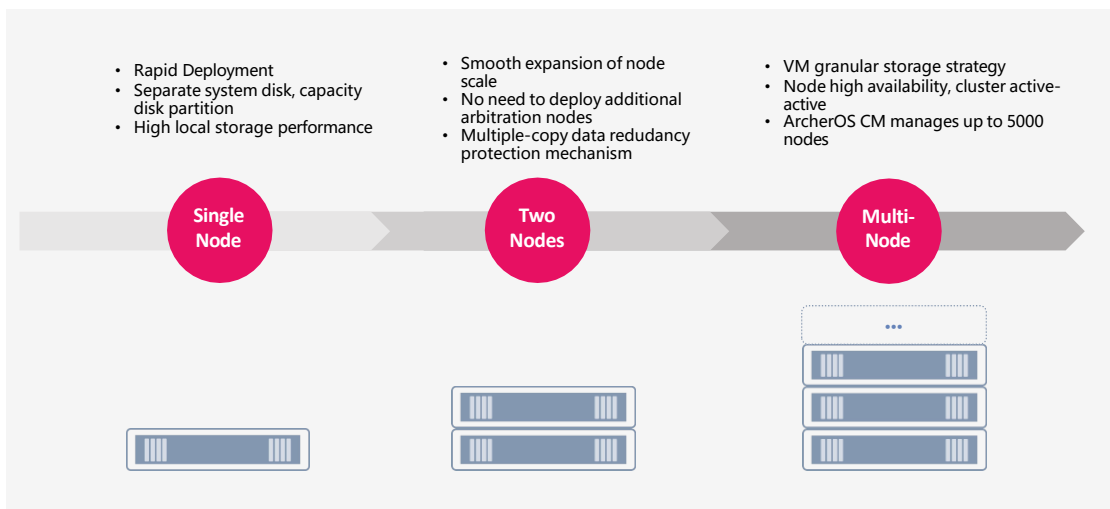 • Rapid Deployment
• Separate system disk, capacity
disk partition
• High local storage performance
• Smooth expansion of node
scale
• No need to deploy additional
arbitration nodes
• Multiple-copy data redudancy
protection mechanism
• VM granular storage strategy
• Node high availability, cluster active-
active
• ArcherOS CM manages up to 5000
nodes
Single
Node
Two
Nodes
Multi-
Node
...